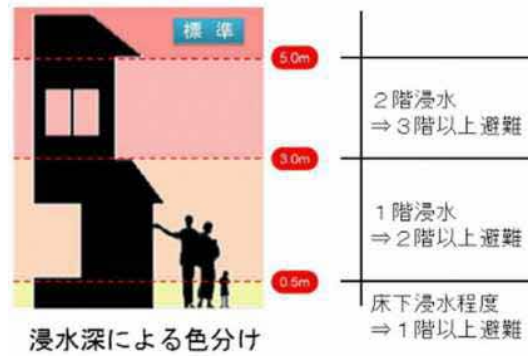 標 準
5.0m
２階浸水
⇒３階以上避難
3.0m
１階浸水
⇒２階以上避難
0.5m
床下浸水程度
⇒１階以上避難
浸水深による色分け